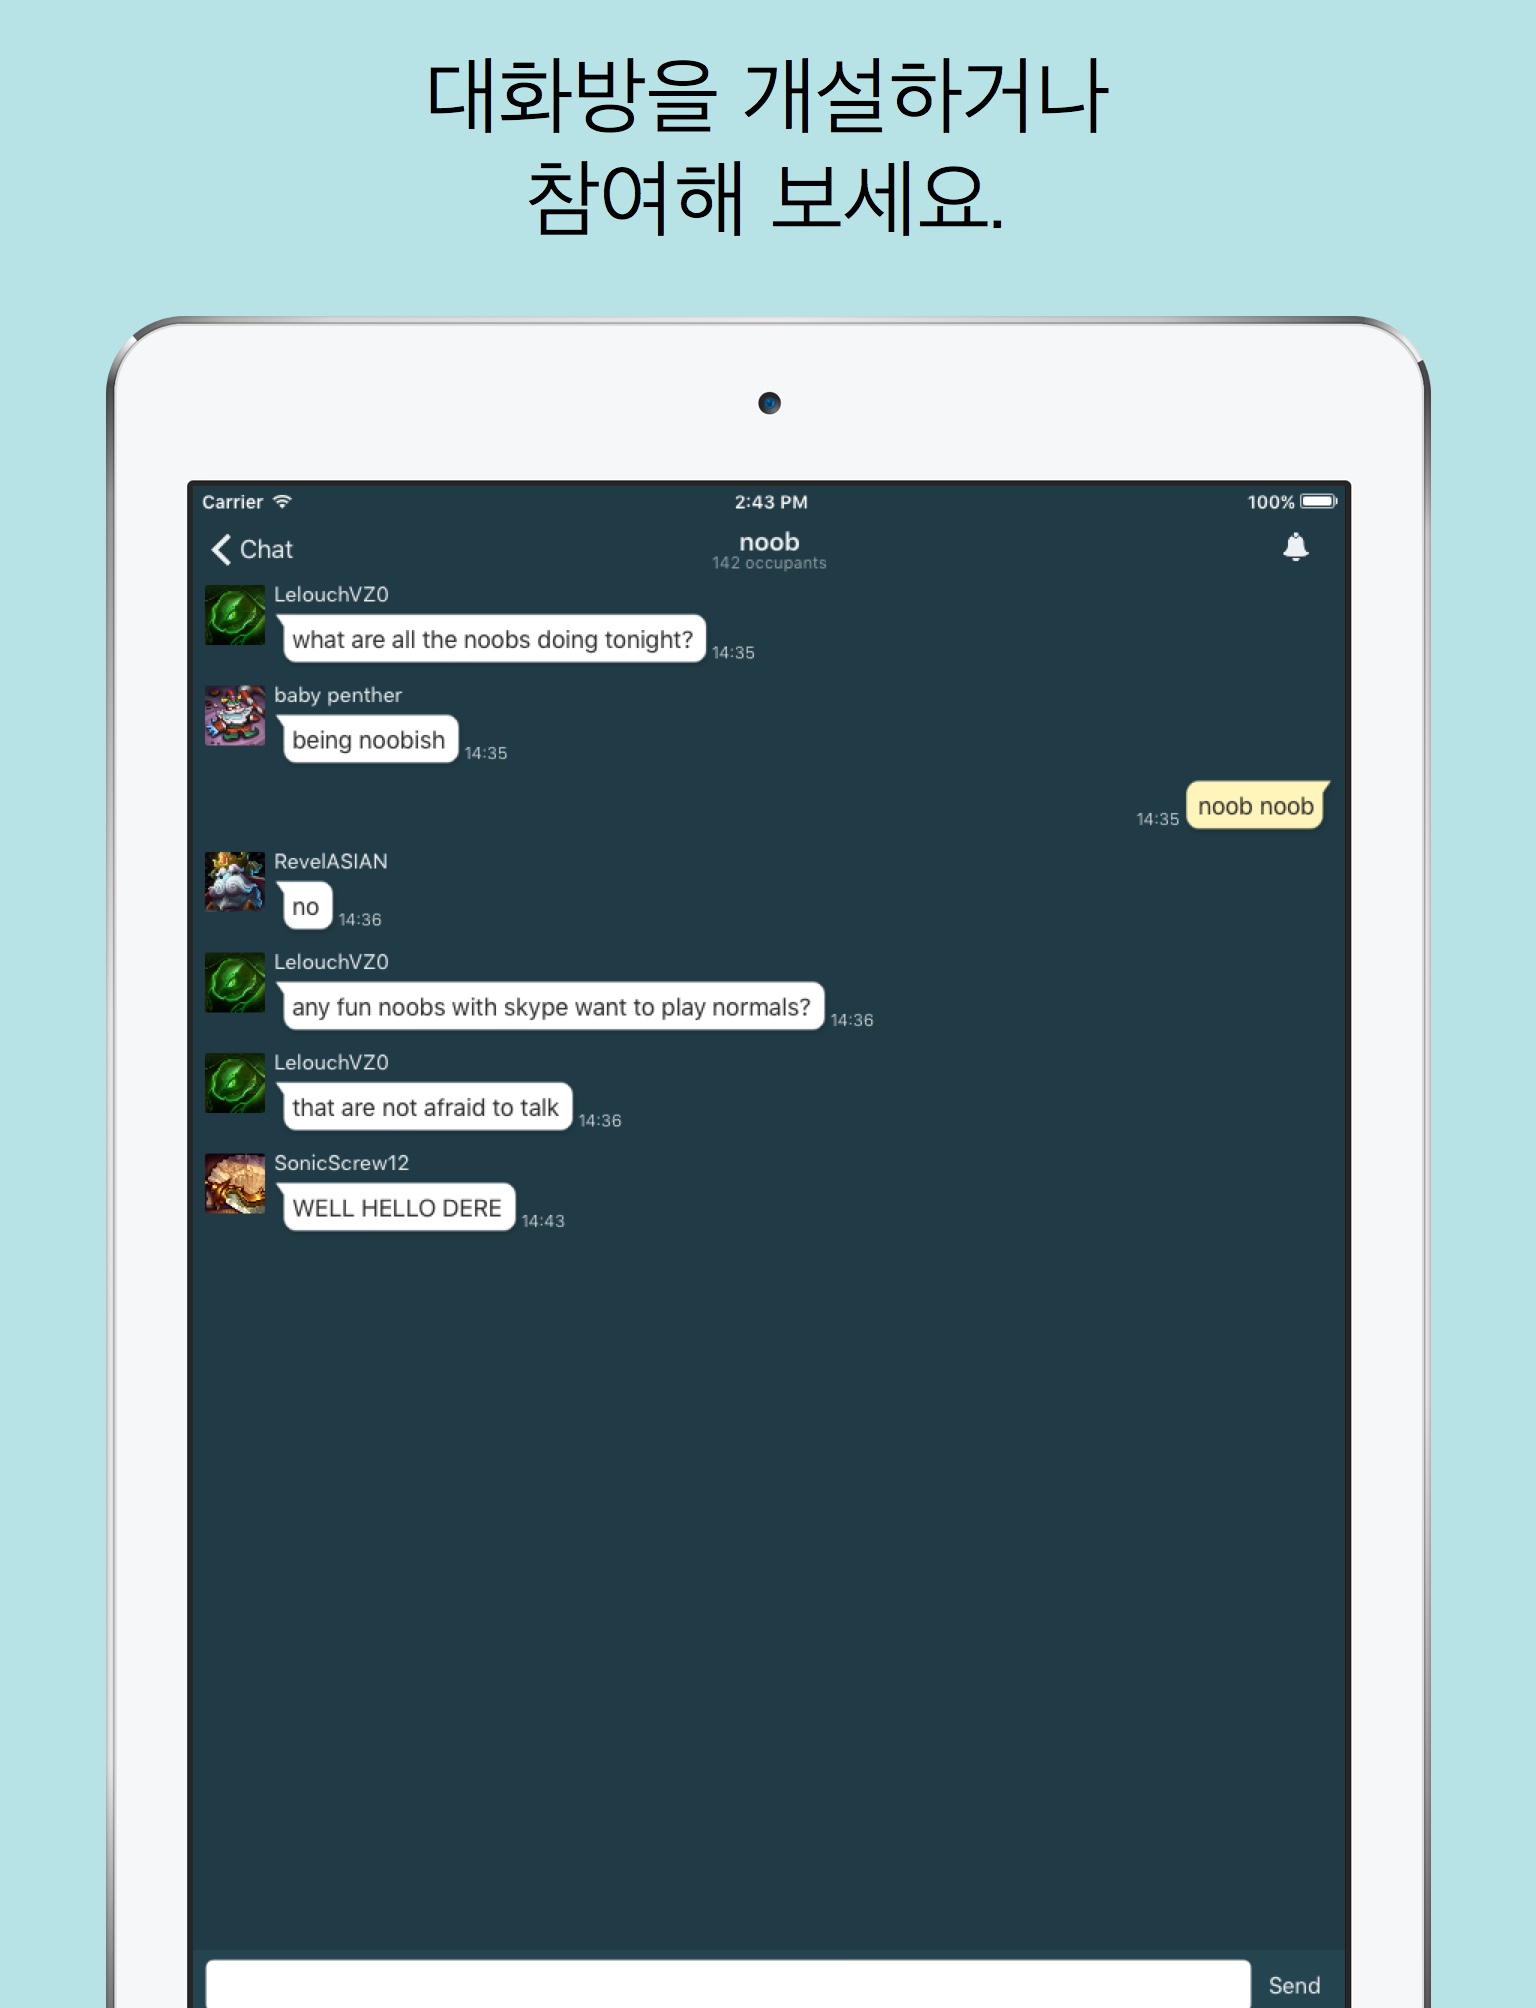 대화방을 개설하거나
참여해 보세요.
Carrier 2:43 PM 100%
Chat noob
142 occupants
LelouchVZ0
what are all the noobs doing tonight? 14:35
baby penther
being noobish 14:35
14:35 noob noob
RevelASIAN
no 14:36
LelouchVZ0
any fun noobs with skype want to play normals? 14:36
LelouchVZ0
that are not afraid to talk 14:36
SonicScrew12
WELL HELLO DERE 14:43
Send